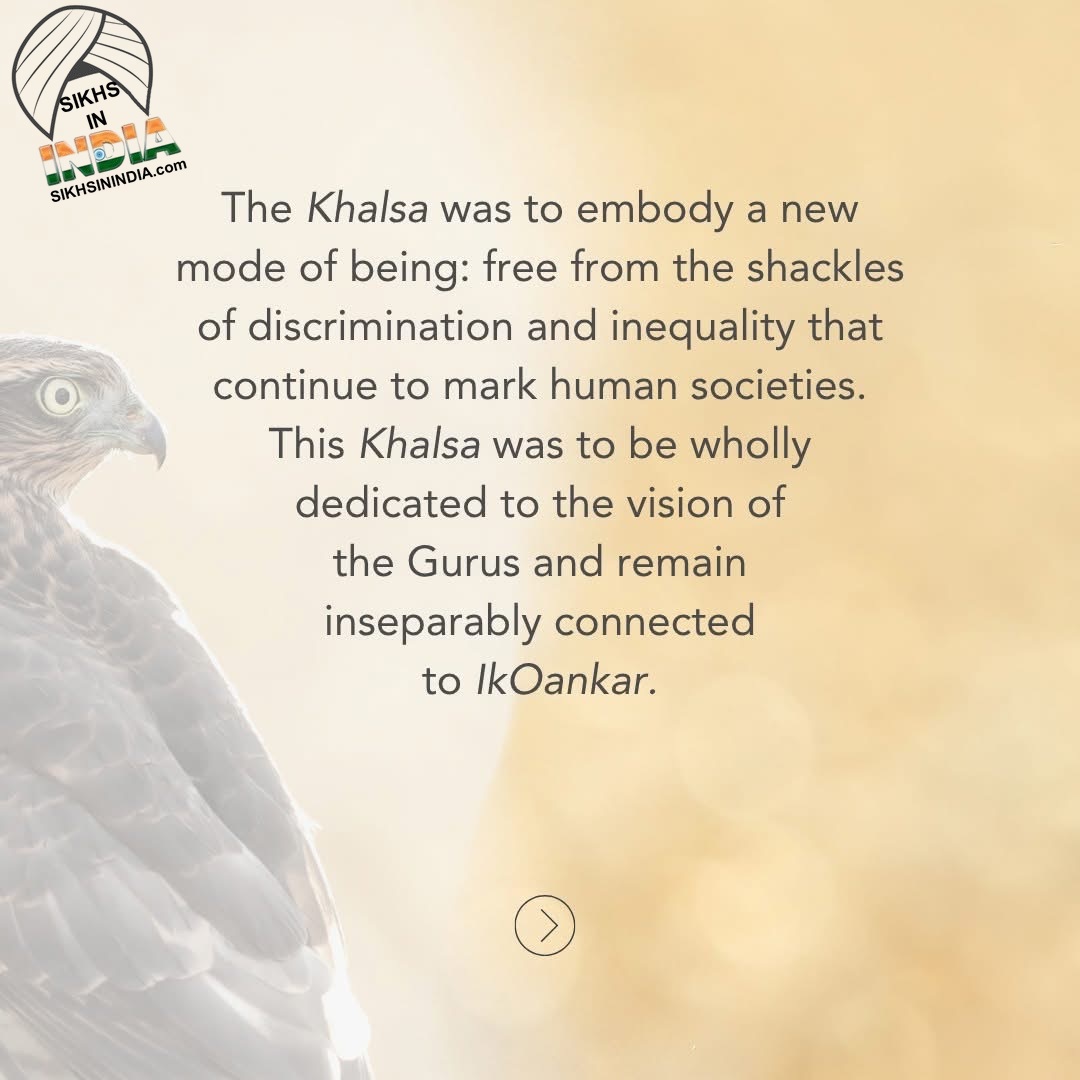 SIKHS
IN
INDIA
SIKHSININDIA.com
The Khalsa was to embody a new
mode of being: free from the shackles
of discrimination and inequality that
continue to mark human societies.
This Khalsa was to be wholly
dedicated to the vision of
the Gurus and remain
inseparably connected
to IkOankar.